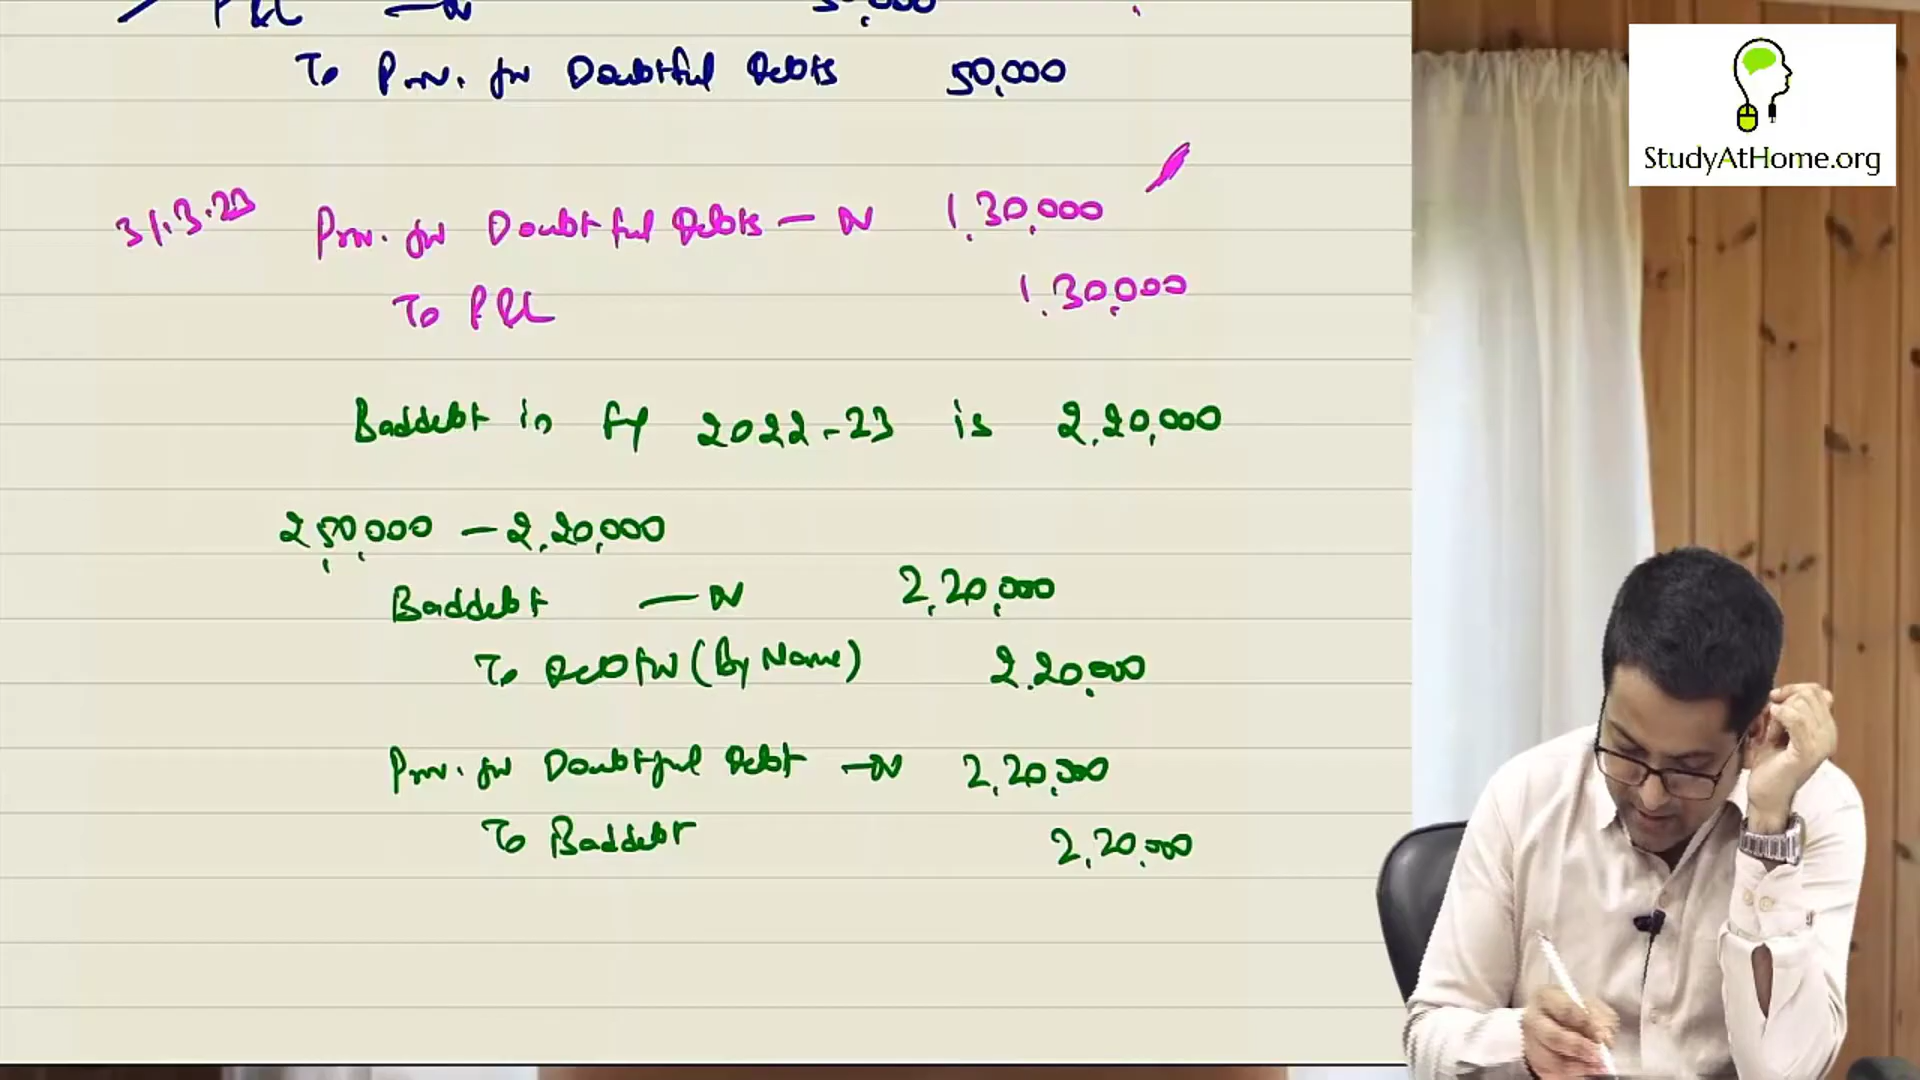 P&L — Dr 50,000
To Prov. for Doubtful Debts 50,000
31.3.23 Prov. for Doubtful Debts — Dr 1,30,000
To P&L 1,30,000
Baddebt in fy 2022-23 is 2,20,000
2,50,000 — 2,20,000
Baddebt — Dr 2,20,000
To Debtor (By Name) 2,20,000
Prov. for Doubtful Debt — Dr 2,20,000
To Baddebt 2,20,000
StudyAtHome.org